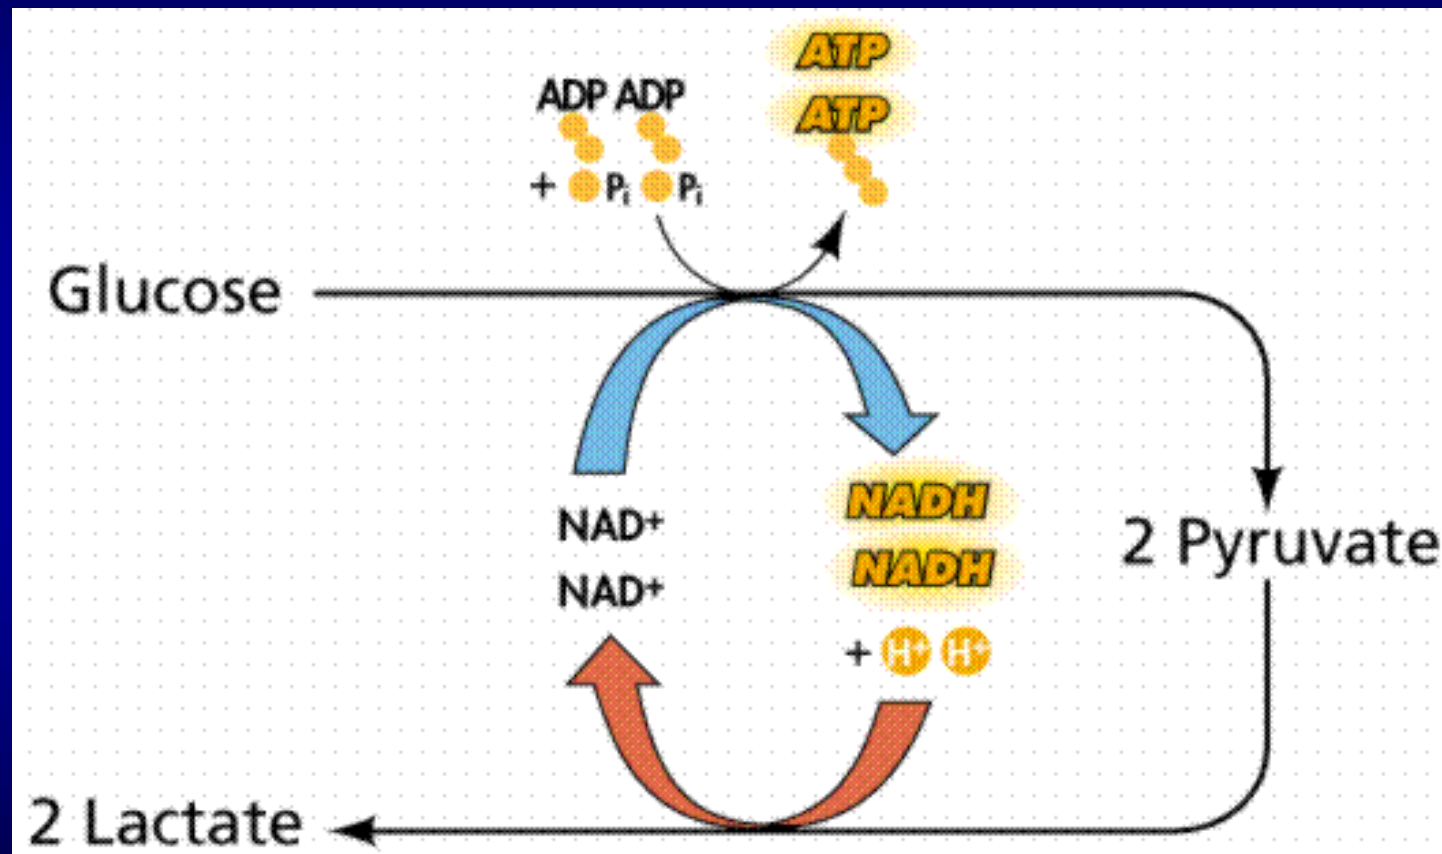 ATP
ADP ADP
ATP
+ Pi Pi
Glucose
NAD+
NADH
2 Pyruvate
NADH
NAD+
+ H+ H+
2 Lactate